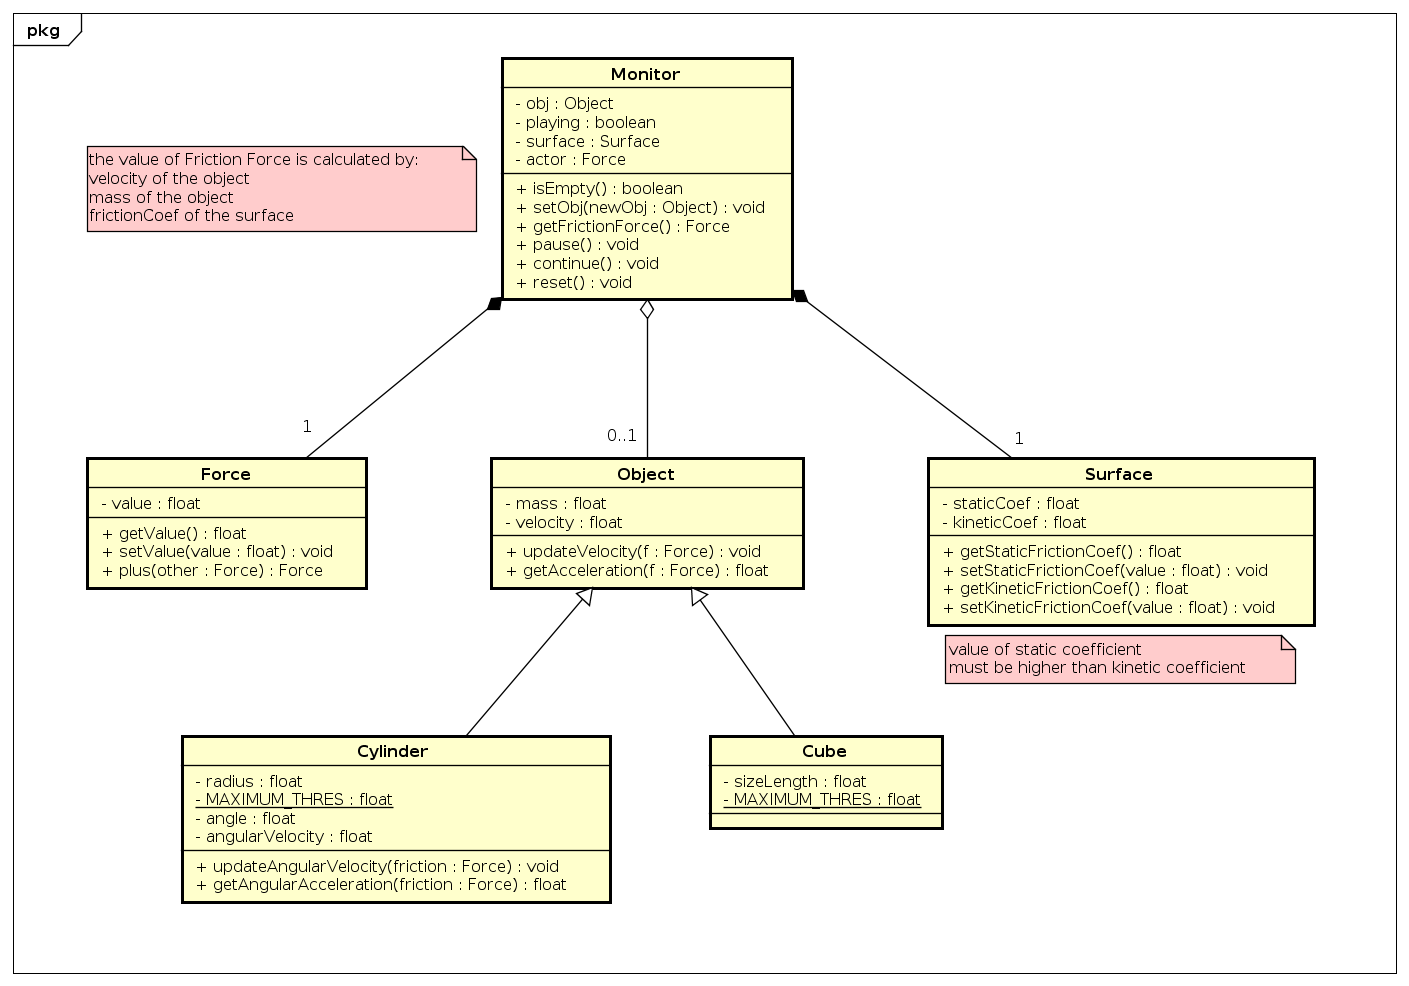 pkg
Monitor
- obj : Object
- playing : boolean
- surface : Surface
- actor : Force
+ isEmpty() : boolean
+ setObj(newObj : Object) : void
+ getFrictionForce() : Force
+ pause() : void
+ continue() : void
+ reset() : void
the value of Friction Force is calculated by:
velocity of the object
mass of the object
frictionCoef of the surface
1
0..1
1
Force
- value : float
+ getValue() : float
+ setValue(value : float) : void
+ plus(other : Force) : Force
Object
- mass : float
- velocity : float
+ updateVelocity(f : Force) : void
+ getAcceleration(f : Force) : float
Surface
- staticCoef : float
- kineticCoef : float
+ getStaticFrictionCoef() : float
+ setStaticFrictionCoef(value : float) : void
+ getKineticFrictionCoef() : float
+ setKineticFrictionCoef(value : float) : void
value of static coefficient
must be higher than kinetic coefficient
Cylinder
- radius : float
- MAXIMUM_THRES : float
- angle : float
- angularVelocity : float
+ updateAngularVelocity(friction : Force) : void
+ getAngularAcceleration(friction : Force) : float
Cube
- sizeLength : float
- MAXIMUM_THRES : float